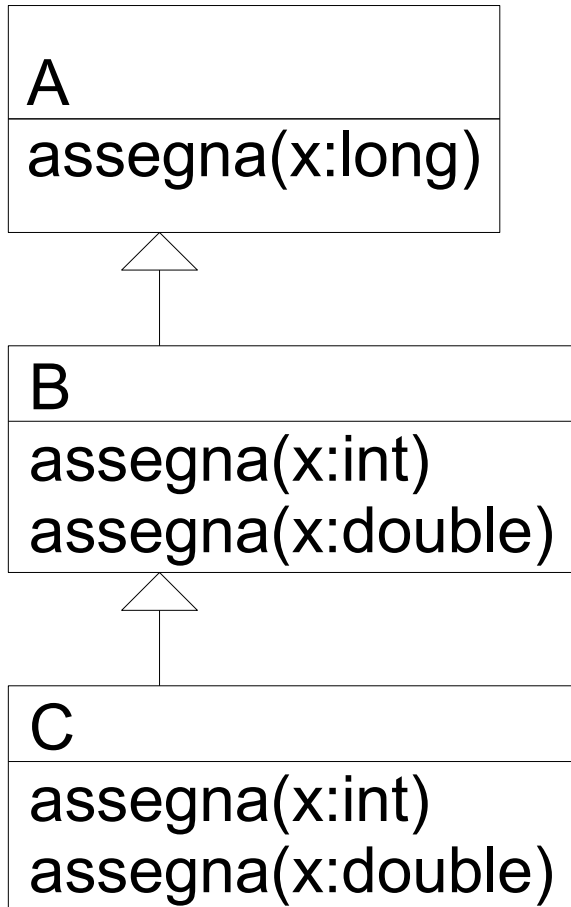 A
assegna(x:long)
B
assegna(x:int)
assegna(x:double)
C
assegna(x:int)
assegna(x:double)